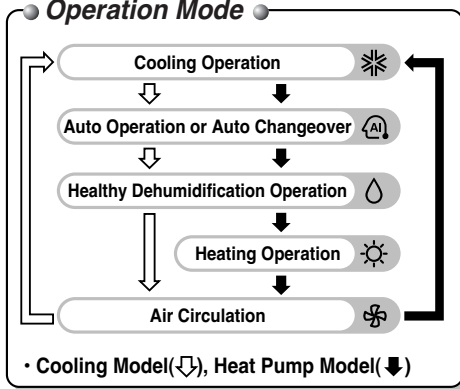 Operation Mode
Cooling Operation
Auto Operation or Auto Changeover
AI
Healthy Dehumidification Operation
Heating Operation
Air Circulation
• Cooling Model(⇩), Heat Pump Model(⬇)